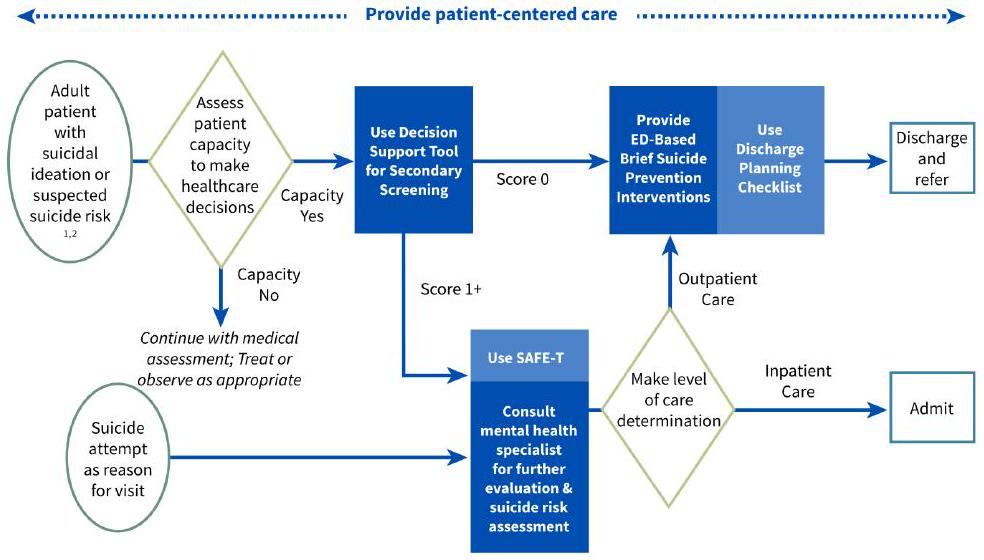 Provide patient-centered care
Adult
patient
with
suicidal
ideation or
suspected
suicide risk
1,2
Assess
patient
capacity
to make
healthcare
decisions
Capacity
Yes
Capacity
No
Continue with medical
assessment; Treat or
observe as appropriate
Use Decision
Support Tool
for Secondary
Screening
Score 0
Score 1+
Provide
ED-Based
Brief Suicide
Prevention
Interventions
Use
Discharge
Planning
Checklist
Discharge
and
refer
Outpatient
Care
Suicide
attempt
as reason
for visit
Use SAFE-T
Consult
mental health
specialist
for further
evaluation &
suicide risk
assessment
Make level
of care
determination
Inpatient
Care
Admit